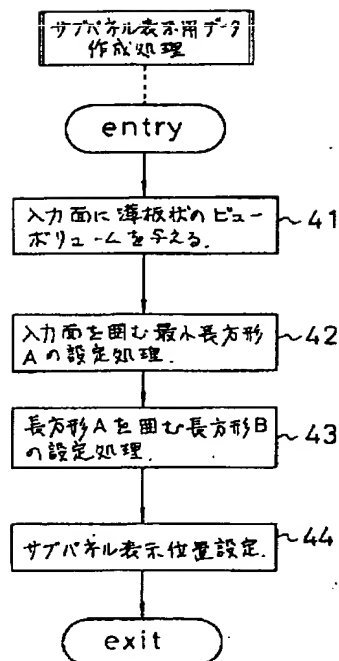 サブパネル表示用データ
作成処理
entry
入力面に薄板状のビュー
ボリュームを与える.
~41
入力面を囲む最小長方形
Aの設定処理.
~42
長方形Aを囲む長方形B
の設定処理.
~43
サブパネル表示位置設定.
~44
exit